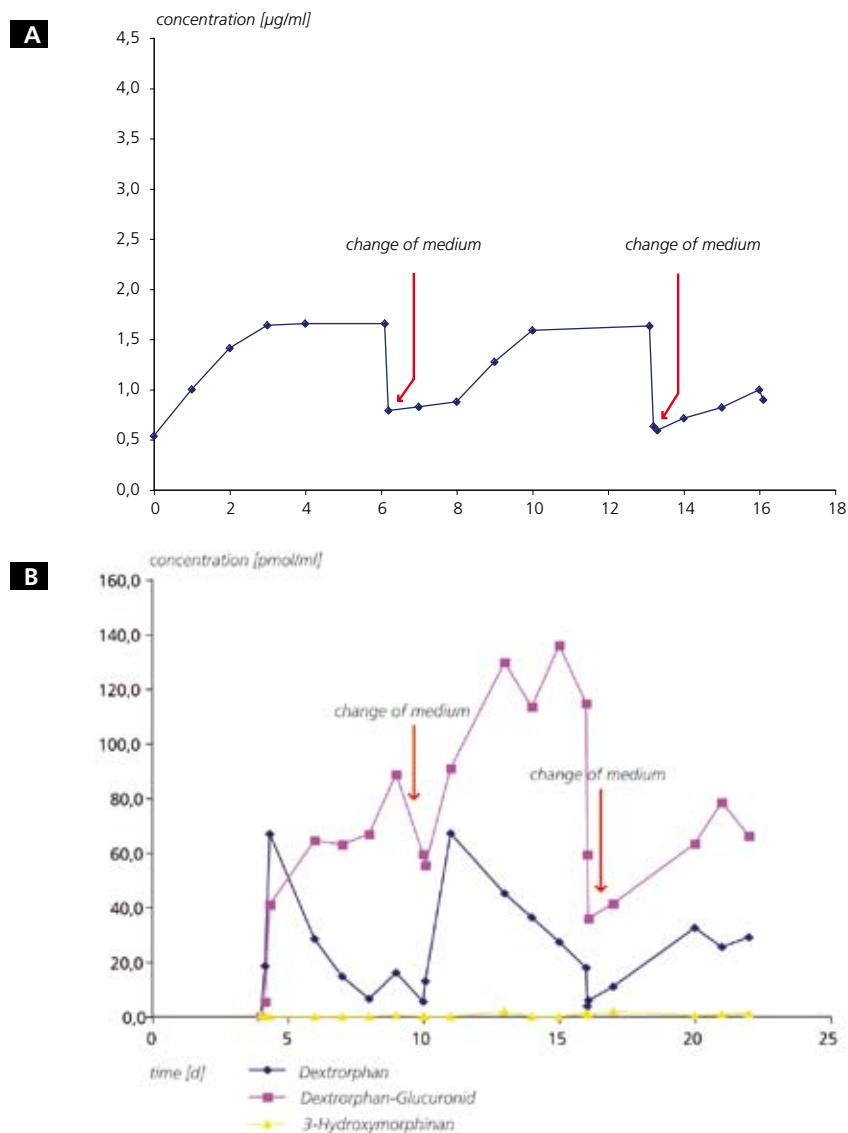 A
concentration [µg/ml]
4,5
4,0
3,5
3,0
2,5
2,0
1,5
1,0
0,5
0,0
change of medium
change of medium
0 2 4 6 8 10 12 14 16 18
B
concentration [pmol/ml]
160,0
140,0
120,0
100,0
80,0
60,0
40,0
20,0
0,0
change of medium
change of medium
0 5 10 15 20 25
time [d]
Dextrorphan
Dextrorphan-Glucuronid
3-Hydroxymorphinan